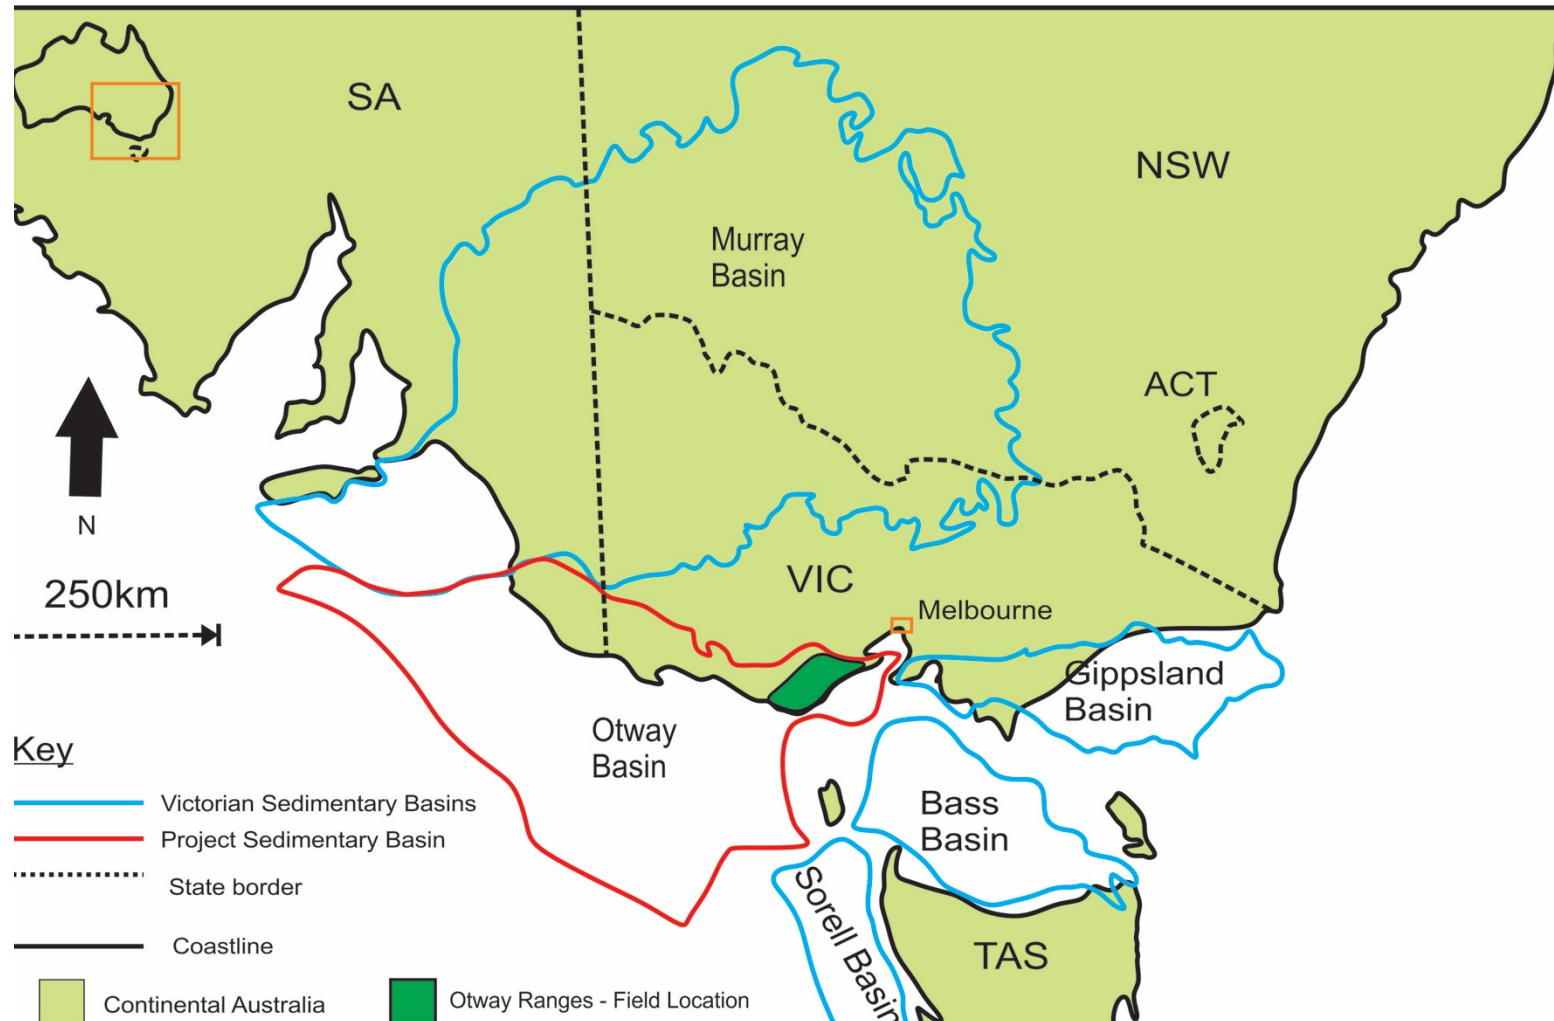 SA
NSW
Murray
Basin
ACT
N
250km
VIC
Melbourne
Gippsland
Basin
Otway
Basin
Bass
Basin
Sorell Basin
TAS
Key
Victorian Sedimentary Basins
Project Sedimentary Basin
State border
Coastline
Continental Australia
Otway Ranges - Field Location